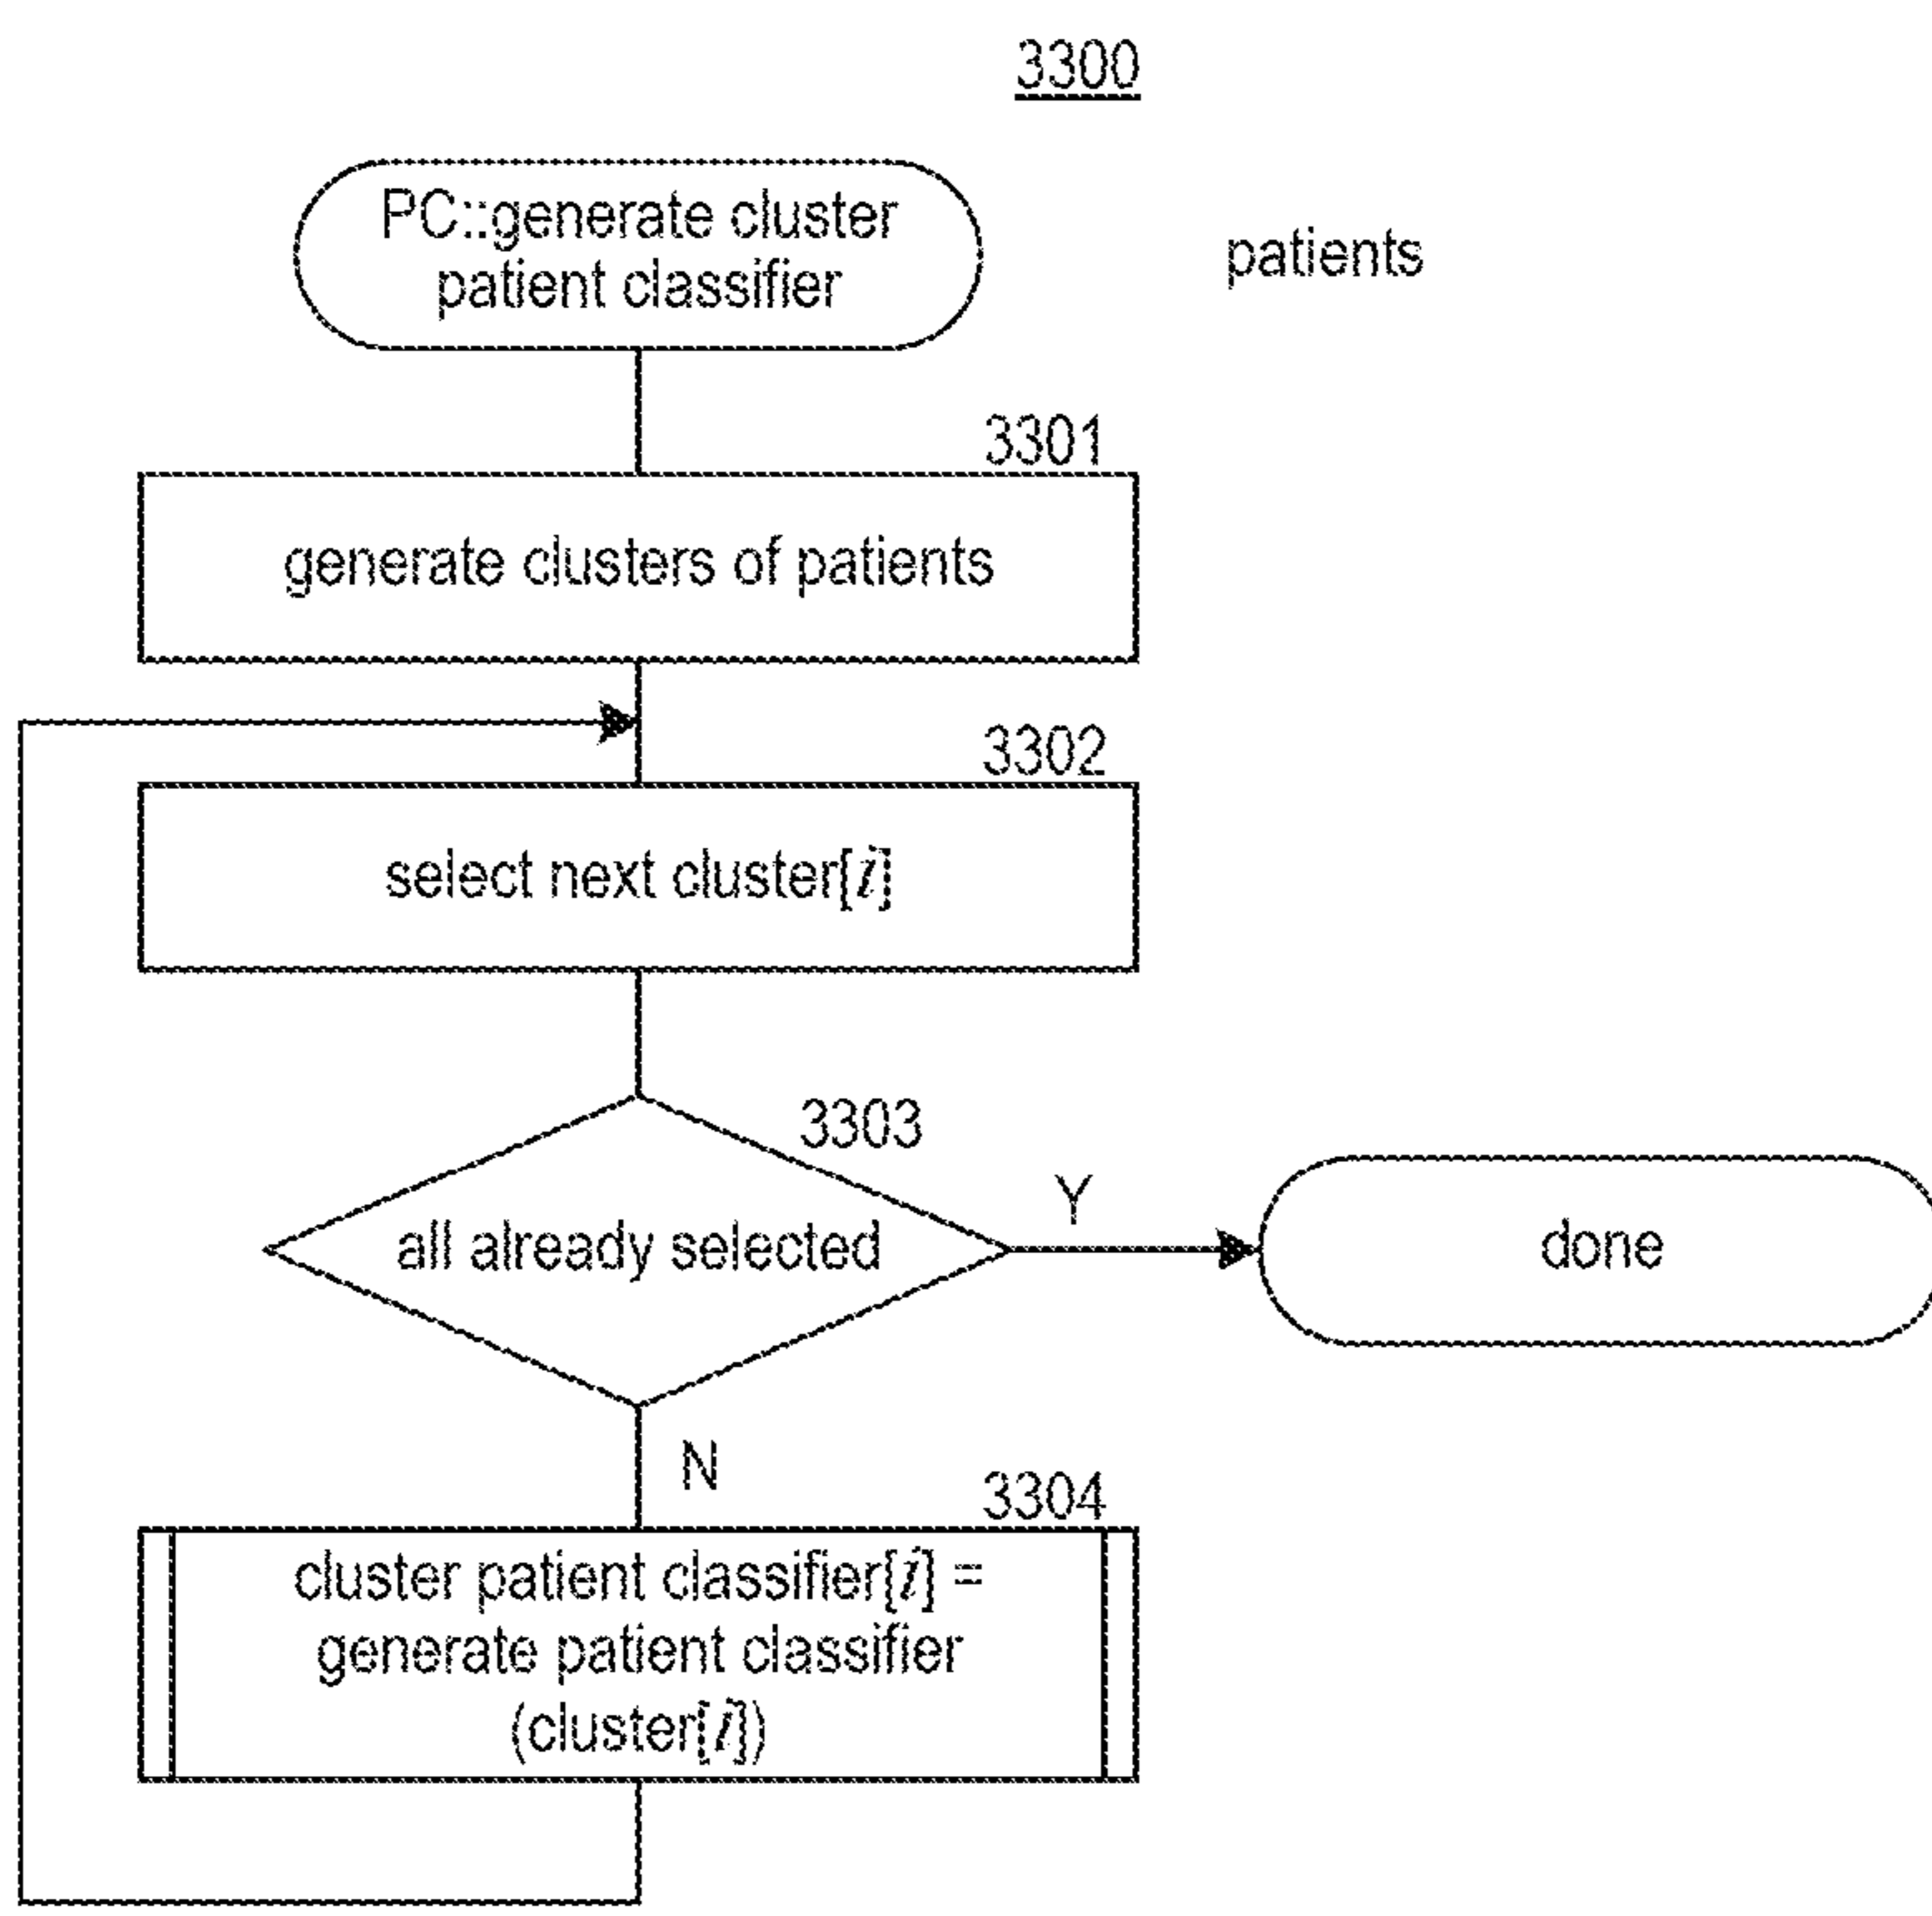 3300
PC::generate cluster
patient classifier
patients
3301
generate clusters of patients
3302
select next cluster[i]
3303
all already selected
Y
done
N
3304
cluster patient classifier[i] =
generate patient classifier
(cluster[i])